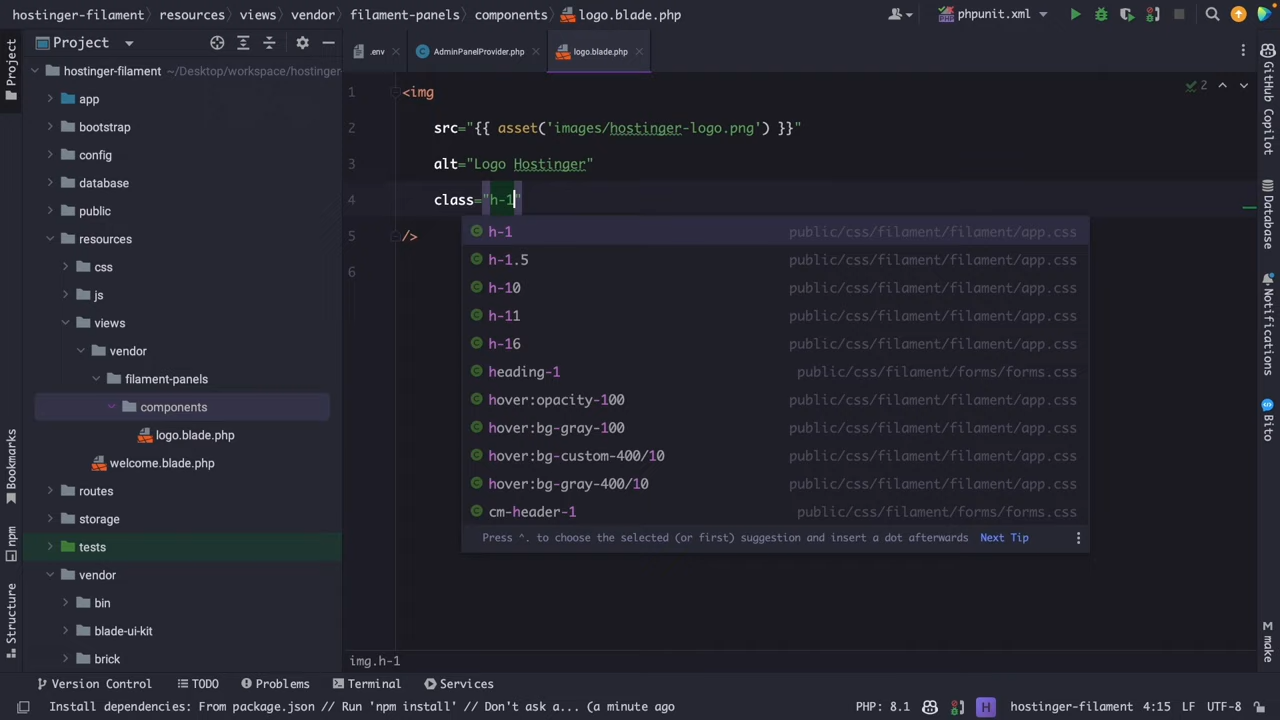 hostinger-filament › resources › views › vendor › filament-panels › components › logo.blade.php
phpunit.xml
Project
Project
hostinger-filament ~/Desktop/workspace/hostinger-
app
bootstrap
config
database
public
resources
css
js
views
vendor
filament-panels
components
logo.blade.php
welcome.blade.php
routes
storage
tests
vendor
bin
blade-ui-kit
brick
.env
AdminPanelProvider.php
logo.blade.php
2
1 <img
2 src="{{ asset('images/hostinger-logo.png') }}"
3 alt="Logo Hostinger"
4 class="h-1"
5 />
6
h-1 public/css/filament/filament/app.css
h-1.5 public/css/filament/filament/app.css
h-10 public/css/filament/filament/app.css
h-11 public/css/filament/filament/app.css
h-16 public/css/filament/filament/app.css
heading-1 public/css/filament/forms/forms.css
hover:opacity-100 public/css/filament/filament/app.css
hover:bg-gray-100 public/css/filament/filament/app.css
hover:bg-custom-400/10 public/css/filament/filament/app.css
hover:bg-gray-400/10 public/css/filament/filament/app.css
cm-header-1 public/css/filament/forms/forms.css
Press ^. to choose the selected (or first) suggestion and insert a dot afterwards Next Tip
img.h-1
GitHub Copilot
Database
Notifications
Bito
make
Bookmarks
npm
Structure
Version Control
TODO
Problems
Terminal
Services
Install dependencies: From package.json // Run 'npm install' // Don't ask a... (a minute ago
PHP: 8.1
H
hostinger-filament
4:15
LF
UTF-8